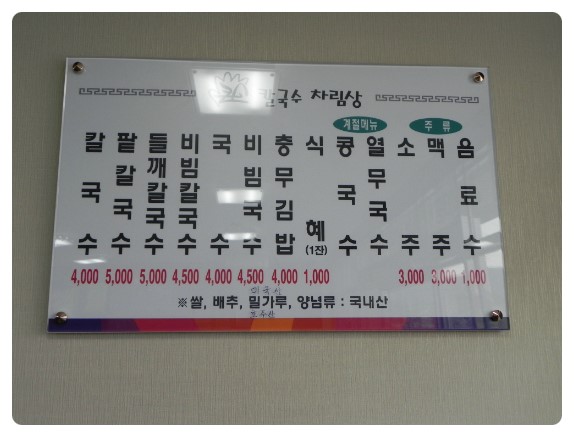 칼국수 차림상
계절메뉴
주류
칼국수
팥칼국수
들깨칼국수
비빔칼국수
국수
비빔국수
충무김밥
식혜
(1잔)
콩국수
열무국수
소주
맥주
음료수
4,000 5,000 5,000 4,500 4,000 4,500 4,000 1,000 3,000 3,000 1,000
미국산
※쌀, 배추, 밀가루, 양념류 : 국내산